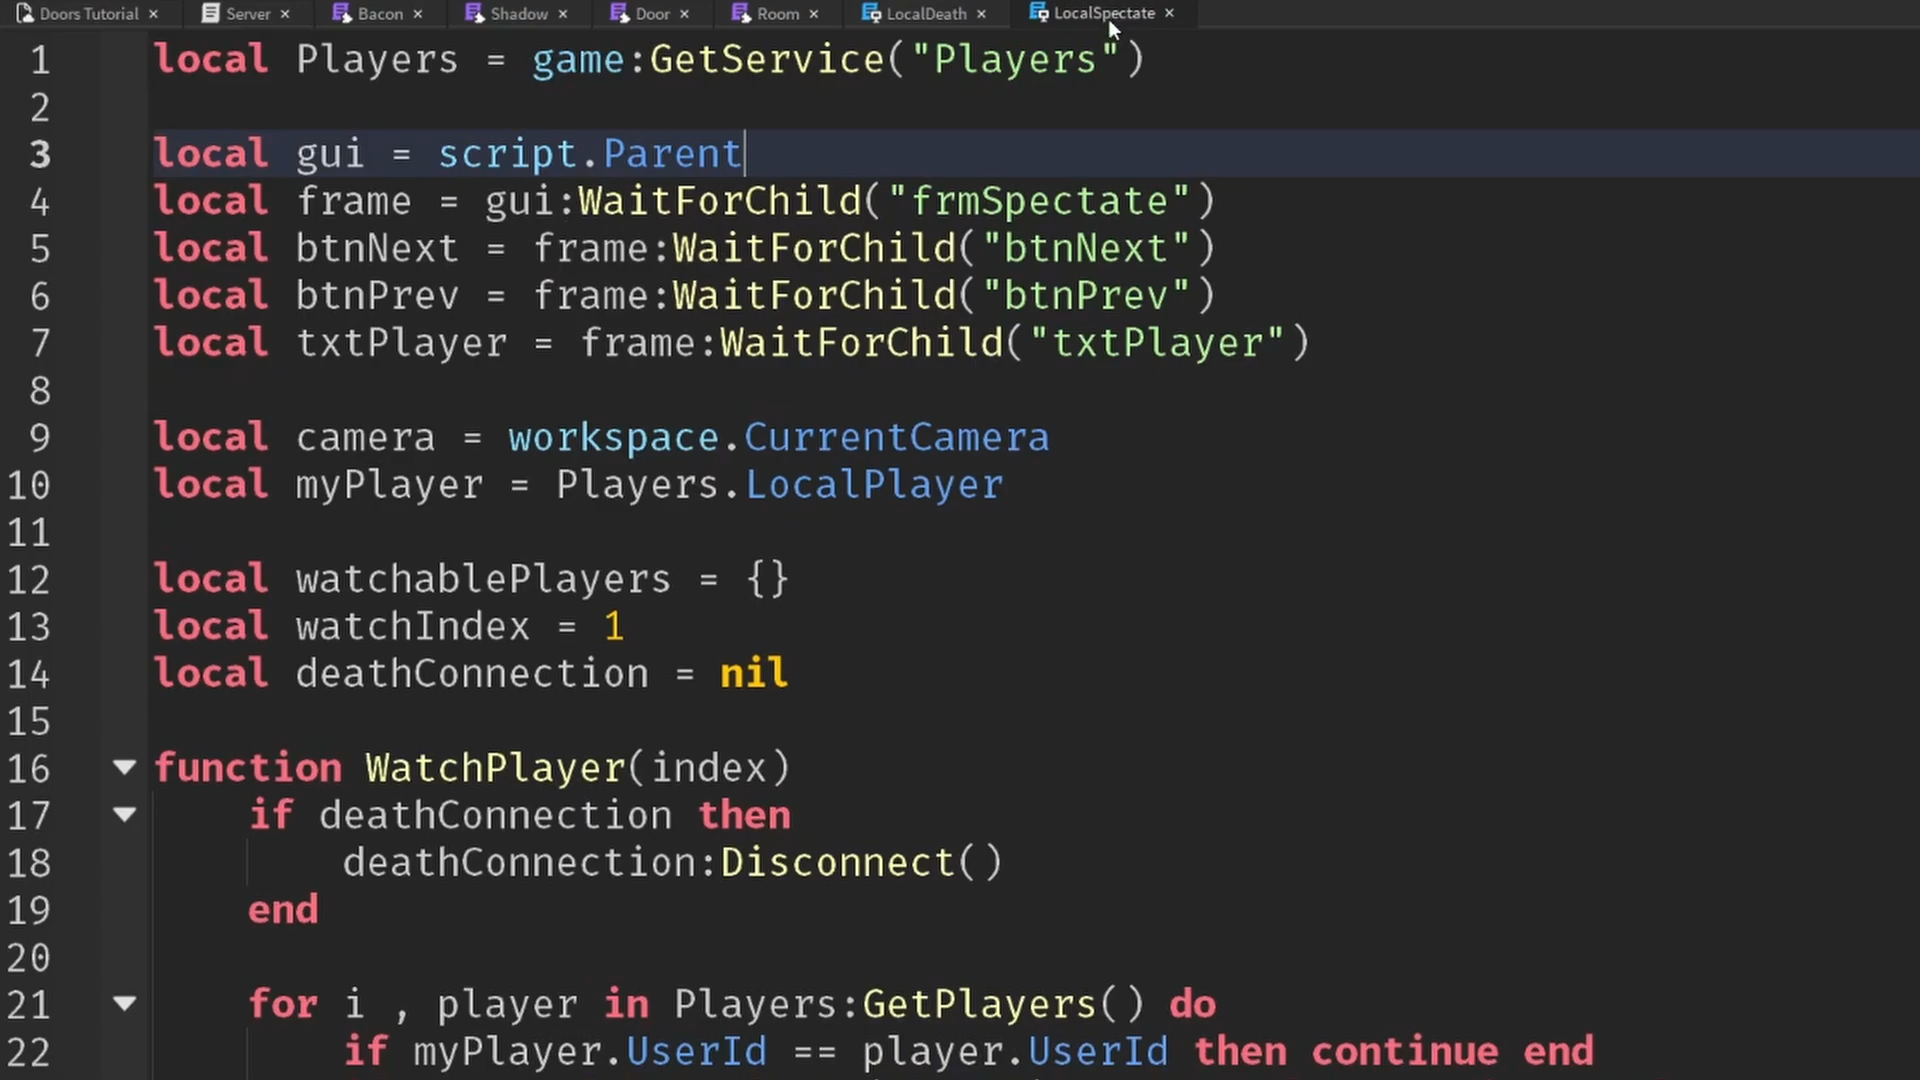 Doors Tutorial × Server × Bacon × Shadow × Door × Room × LocalDeath × LocalSpectate ×
1 local Players = game:GetService("Players")
2
3 local gui = script.Parent
4 local frame = gui:WaitForChild("frmSpectate")
5 local btnNext = frame:WaitForChild("btnNext")
6 local btnPrev = frame:WaitForChild("btnPrev")
7 local txtPlayer = frame:WaitForChild("txtPlayer")
8
9 local camera = workspace.CurrentCamera
10 local myPlayer = Players.LocalPlayer
11
12 local watchablePlayers = {}
13 local watchIndex = 1
14 local deathConnection = nil
15
16 function WatchPlayer(index)
17 if deathConnection then
18 deathConnection:Disconnect()
19 end
20
21 for i , player in Players:GetPlayers() do
22 if myPlayer.UserId == player.UserId then continue end